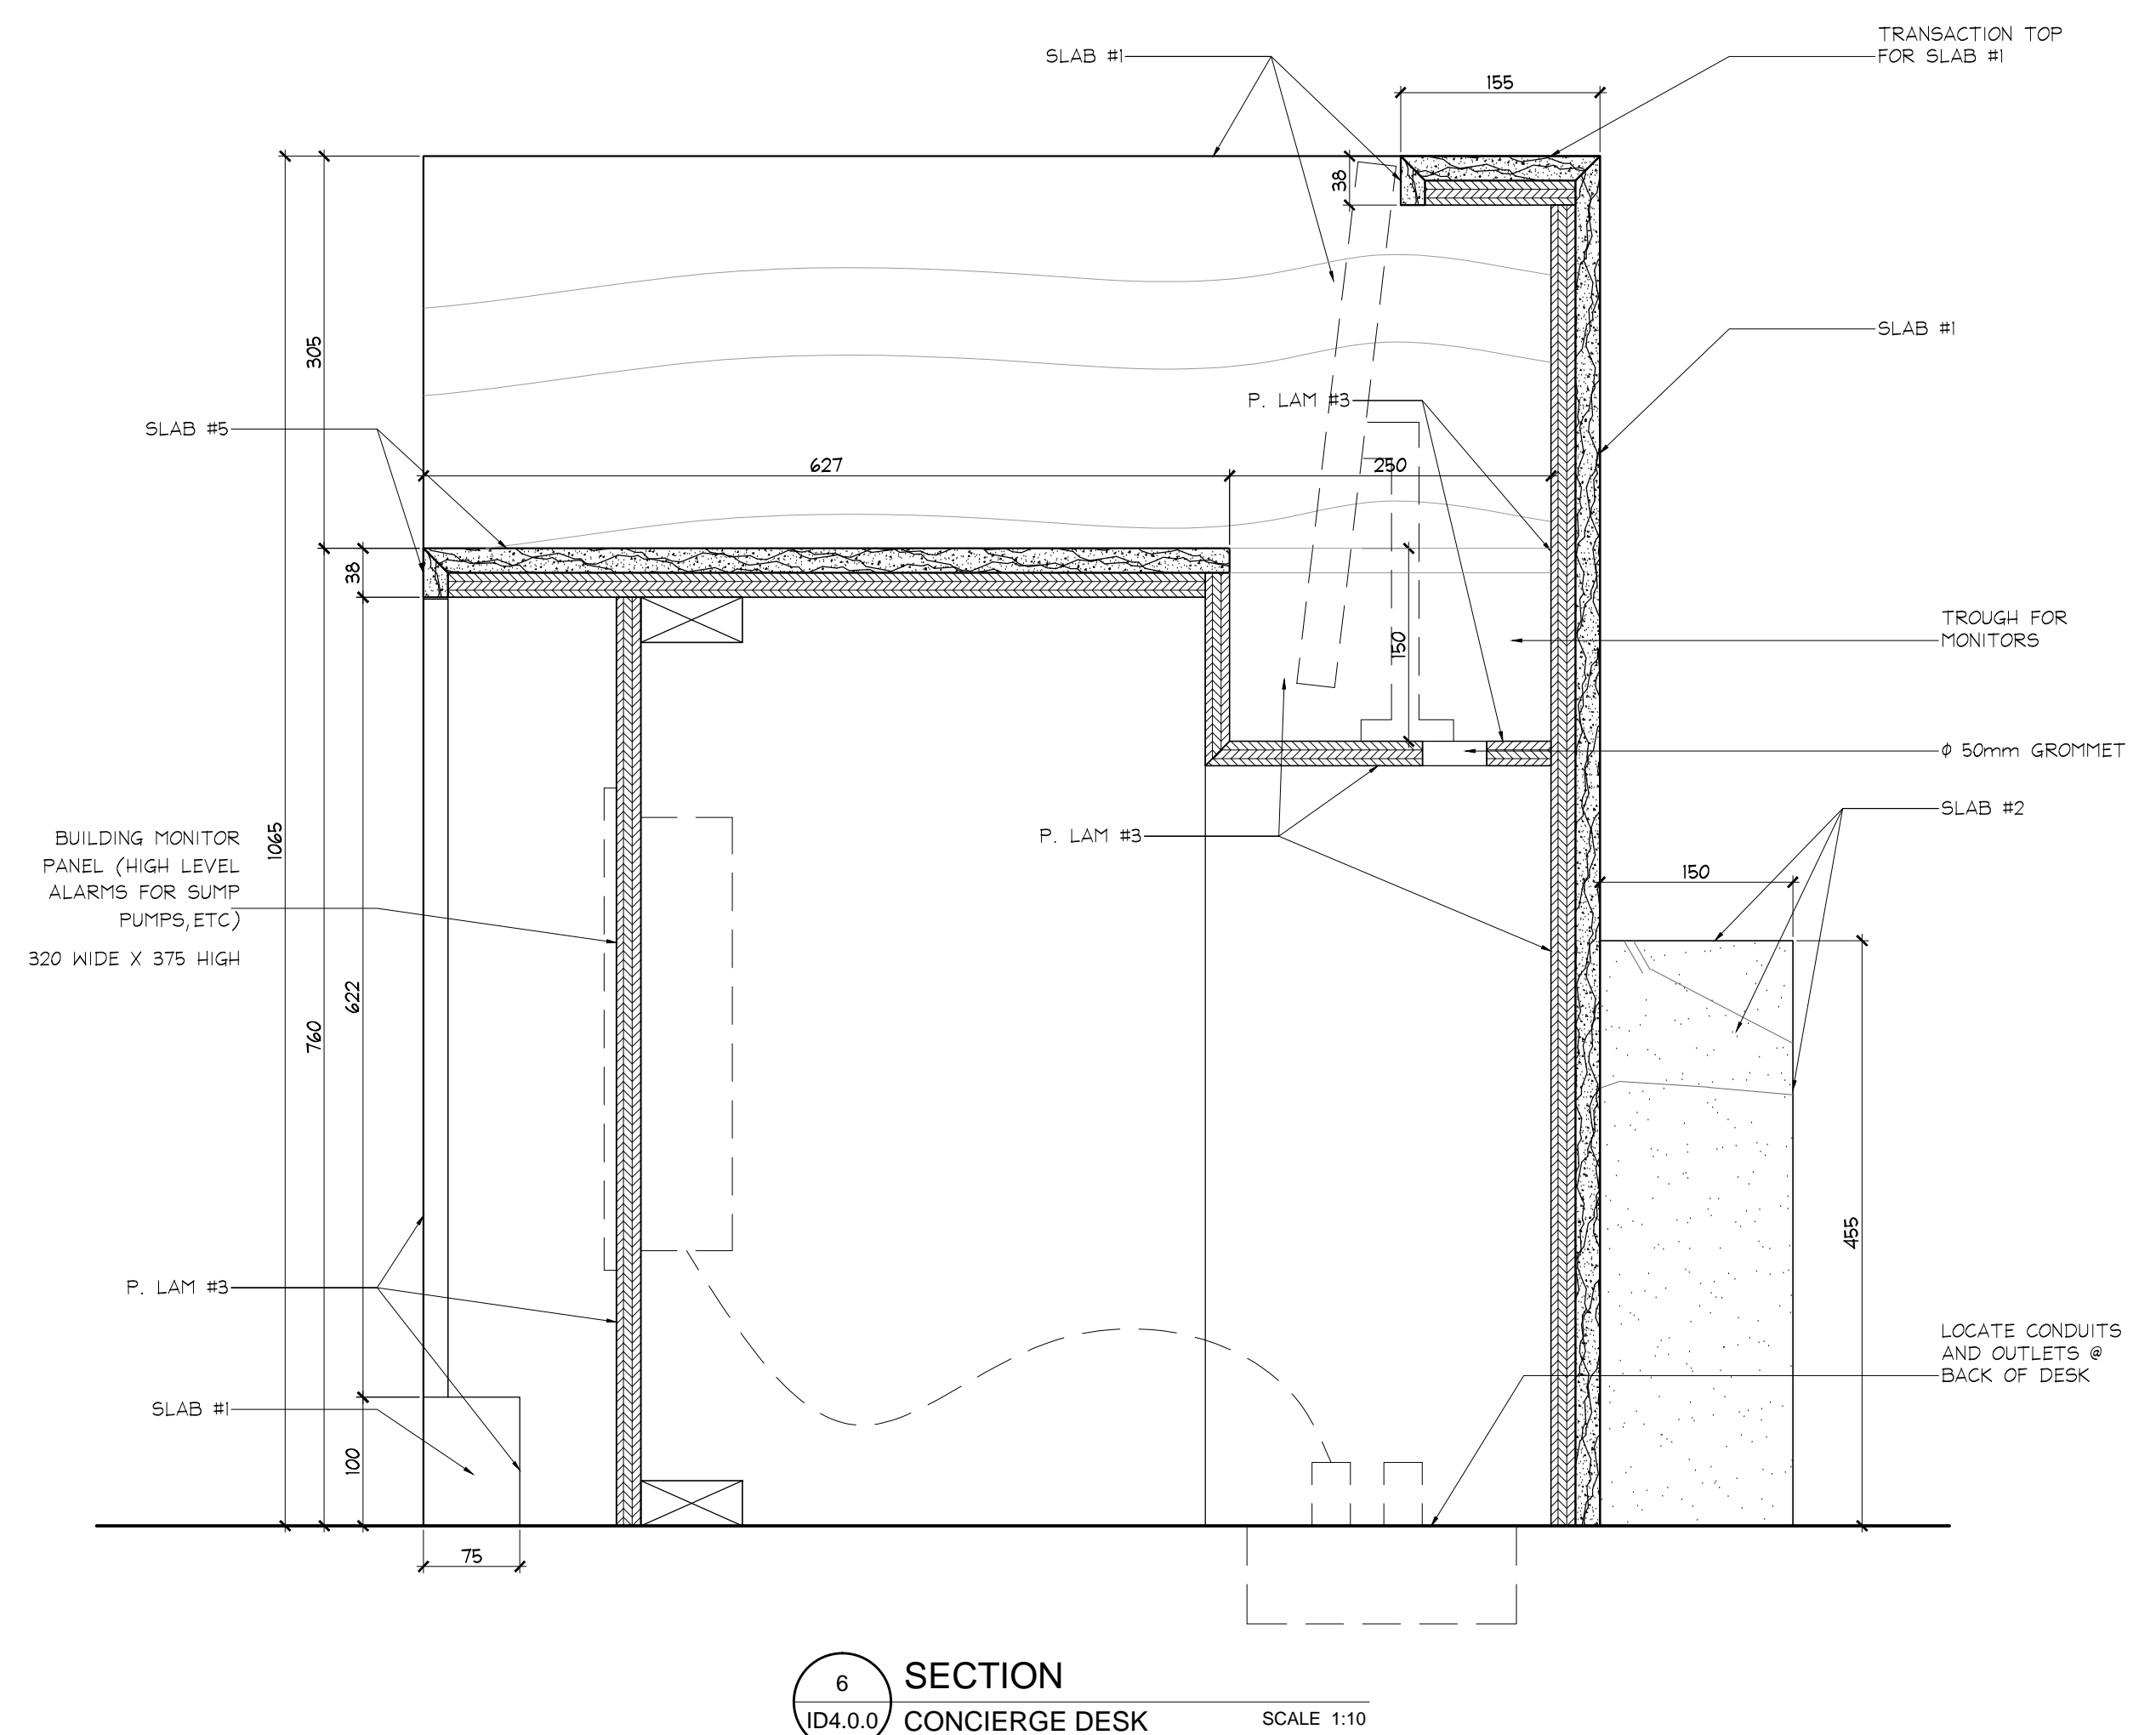 TRANSACTION TOP
FOR SLAB #1
SLAB #1
155
38
305
SLAB #1
P. LAM #3
SLAB #5
627
250
38
150
TROUGH FOR
MONITORS
Φ 50mm GROMMET
SLAB #2
P. LAM #3
BUILDING MONITOR
PANEL (HIGH LEVEL
ALARMS FOR SUMP
PUMPS,ETC)
320 WIDE X 375 HIGH
1065
760
622
150
455
P. LAM #3
SLAB #1
100
LOCATE CONDUITS
AND OUTLETS @
BACK OF DESK
75
6
SECTION
ID4.0.0
CONCIERGE DESK
SCALE 1:10